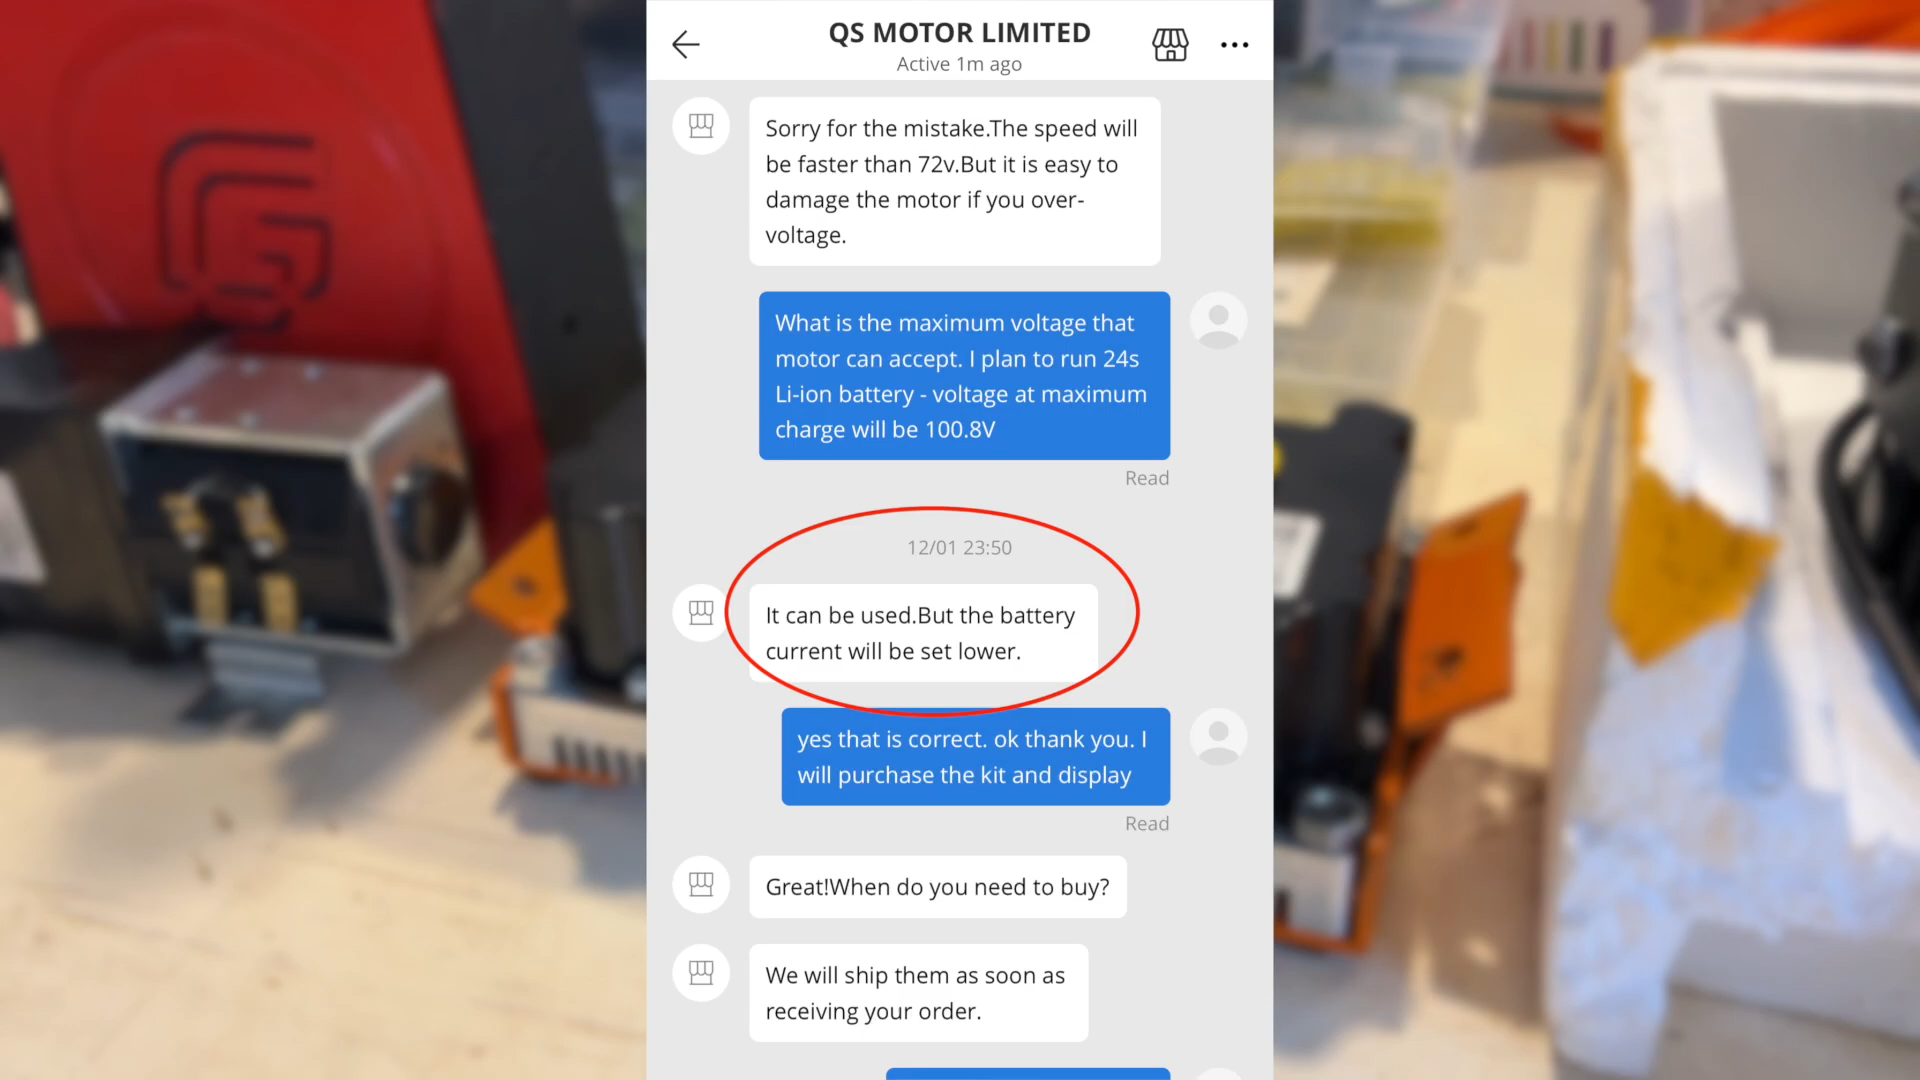 QS MOTOR LIMITED
Active 1m ago
Sorry for the mistake.The speed will
be faster than 72v.But it is easy to
damage the motor if you over-
voltage.
What is the maximum voltage that
motor can accept. I plan to run 24s
Li-ion battery - voltage at maximum
charge will be 100.8V
Read
12/01 23:50
It can be used.But the battery
current will be set lower.
yes that is correct. ok thank you. I
will purchase the kit and display
Read
Great!When do you need to buy?
We will ship them as soon as
receiving your order.